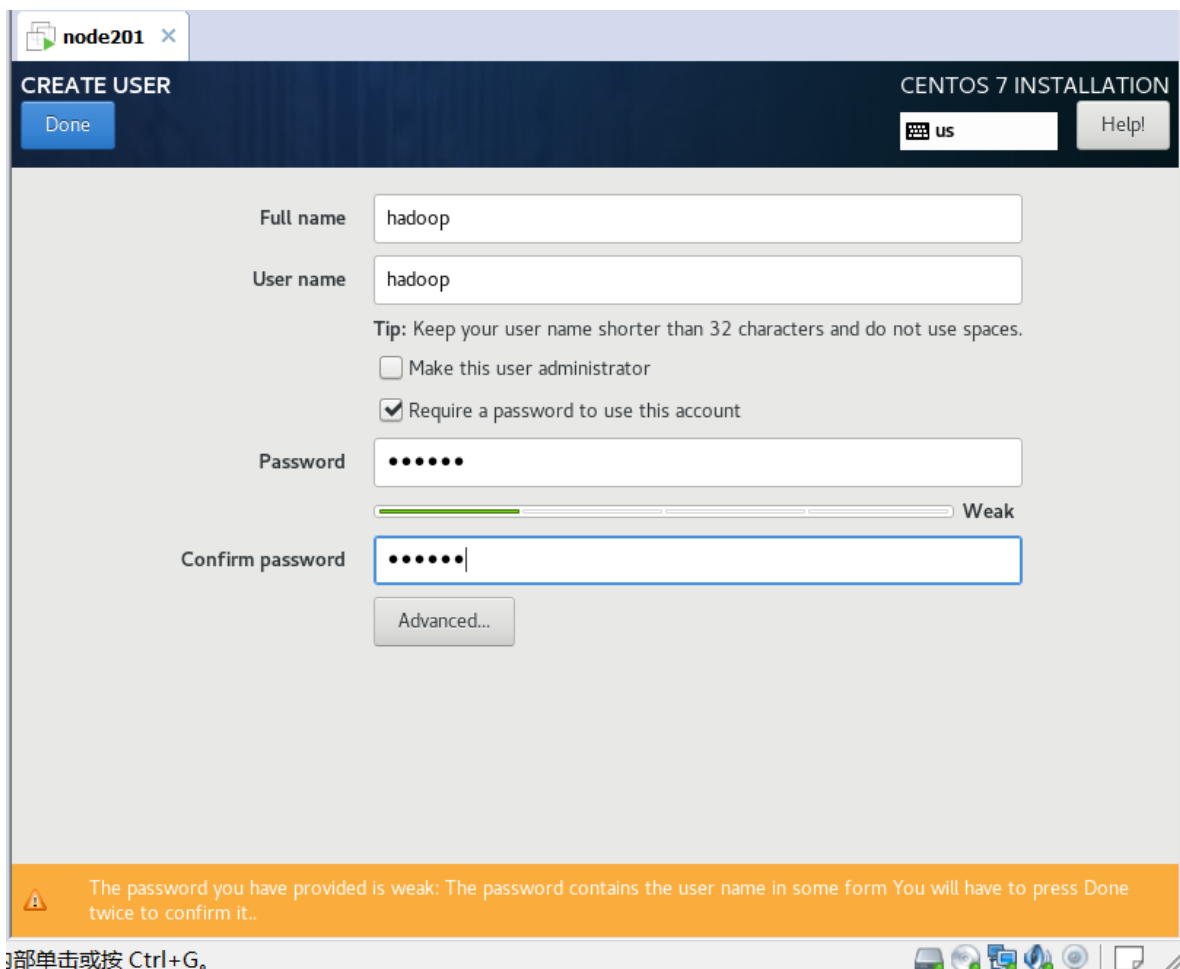 node201
CREATE USER
CENTOS 7 INSTALLATION
Done
us
Help!
Full name
hadoop
User name
hadoop
Tip: Keep your user name shorter than 32 characters and do not use spaces.
Make this user administrator
Require a password to use this account
Password
••••••
Weak
Confirm password
••••••
Advanced...
The password you have provided is weak: The password contains the user name in some form You will have to press Done
twice to confirm it..
部单击或按 Ctrl+G。